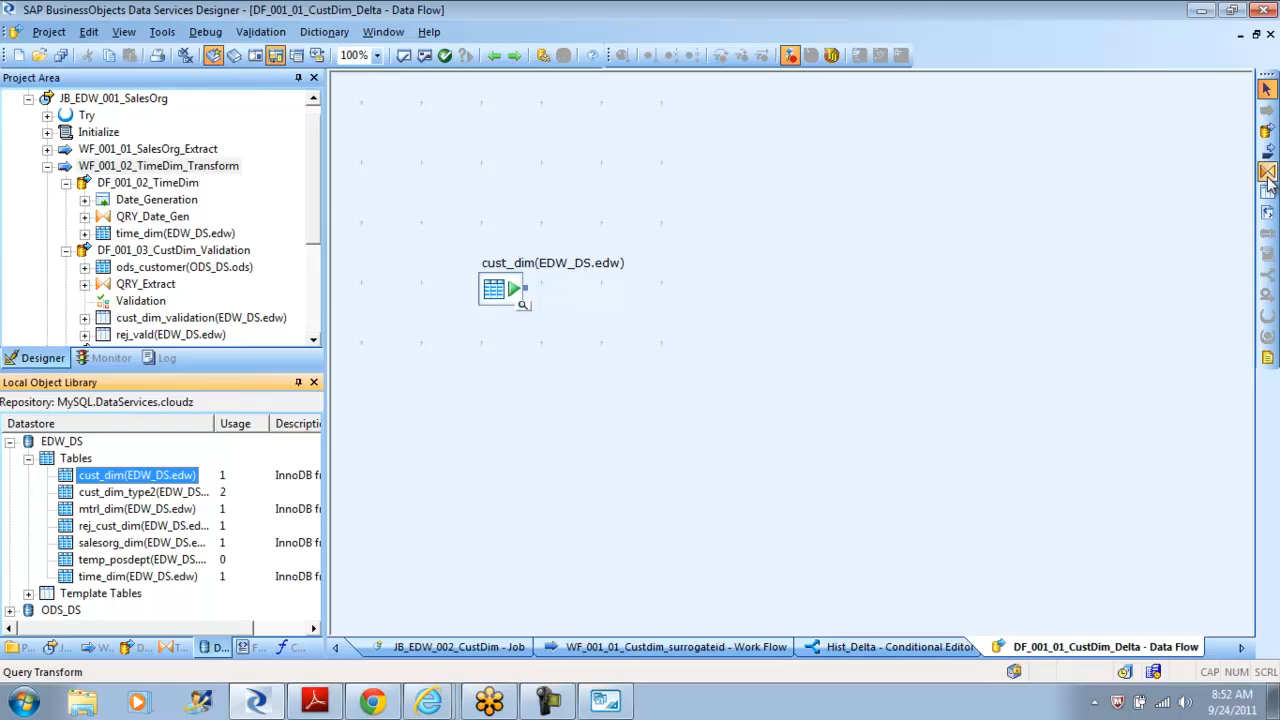 SAP BusinessObjects Data Services Designer - [DF_001_01_CustDim_Delta - Data Flow]
Project Edit View Tools Debug Validation Dictionary Window Help
100%
Project Area
JB_EDW_001_SalesOrg
Try
Initialize
WF_001_01_SalesOrg_Extract
WF_001_02_TimeDim_Transform
DF_001_02_TimeDim
Date_Generation
QRY_Date_Gen
time_dim(EDW_DS.edw)
DF_001_03_CustDim_Validation
ods_customer(ODS_DS.ods)
QRY_Extract
Validation
cust_dim_validation(EDW_DS.edw)
rej_vald(EDW_DS.edw)
Designer Monitor Log
Local Object Library
Repository: MySQL.DataServices.cloudz
Datastore Usage Descripti
EDW_DS
Tables
cust_dim(EDW_DS.edw) 1 InnoDB fr
cust_dim_type2(EDW_DS... 2
mtrl_dim(EDW_DS.edw) 1 InnoDB fr
rej_cust_dim(EDW_DS.ed... 1
salesorg_dim(EDW_DS.e... 1 InnoDB fr
temp_posdept(EDW_DS.... 0
time_dim(EDW_DS.edw) 1 InnoDB fr
Template Tables
ODS_DS
P... J... W... D... T... D... F... C...
cust_dim(EDW_DS.edw)
JB_EDW_002_CustDim - Job WF_001_01_Custdim_surrogateid - Work Flow Hist_Delta - Conditional Editor DF_001_01_CustDim_Delta - Data Flow
Query Transform CAP NUM SCRL
8:52 AM
9/24/2011